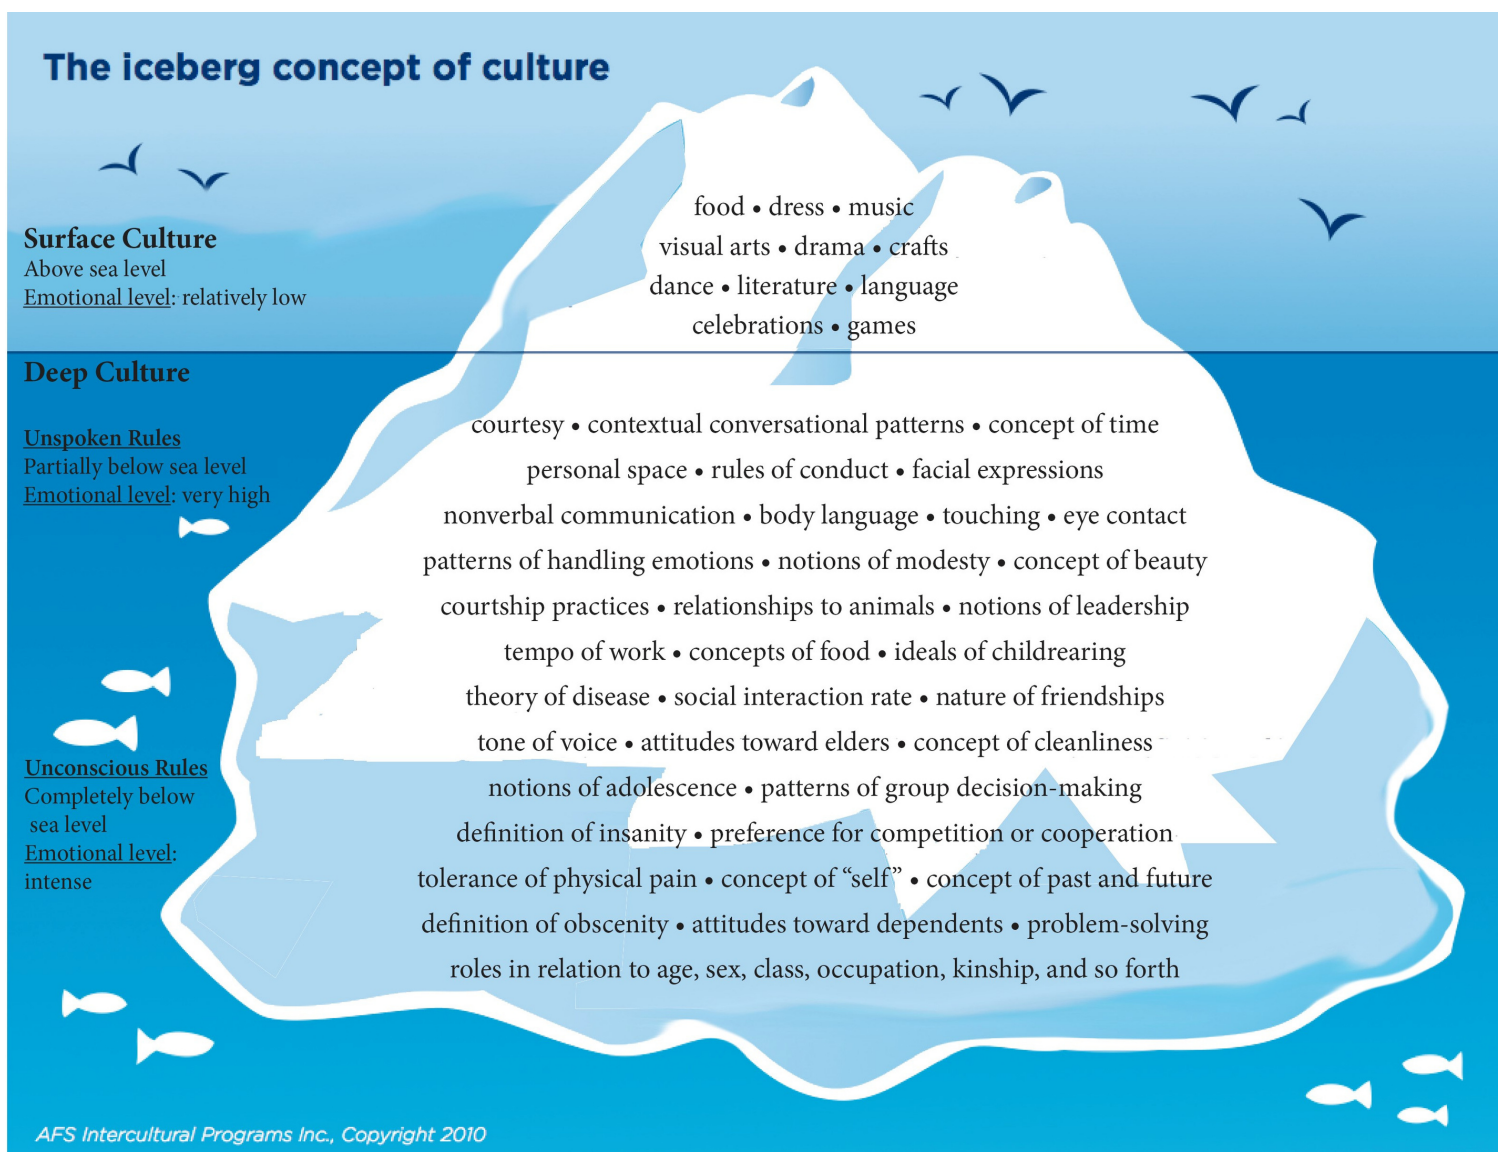 The iceberg concept of culture
Surface Culture
Above sea level
Emotional level: relatively low
food • dress • music
visual arts • drama • crafts
dance • literature • language
celebrations • games
Deep Culture
Unspoken Rules
Partially below sea level
Emotional level: very high
courtesy • contextual conversational patterns • concept of time
personal space • rules of conduct • facial expressions
nonverbal communication • body language • touching • eye contact
patterns of handling emotions • notions of modesty • concept of beauty
courtship practices • relationships to animals • notions of leadership
tempo of work • concepts of food • ideals of childrearing
theory of disease • social interaction rate • nature of friendships
tone of voice • attitudes toward elders • concept of cleanliness
Unconscious Rules
Completely below
sea level
Emotional level:
intense
notions of adolescence • patterns of group decision-making
definition of insanity • preference for competition or cooperation
tolerance of physical pain • concept of “self” • concept of past and future
definition of obscenity • attitudes toward dependents • problem-solving
roles in relation to age, sex, class, occupation, kinship, and so forth
AFS Intercultural Programs Inc., Copyright 2010